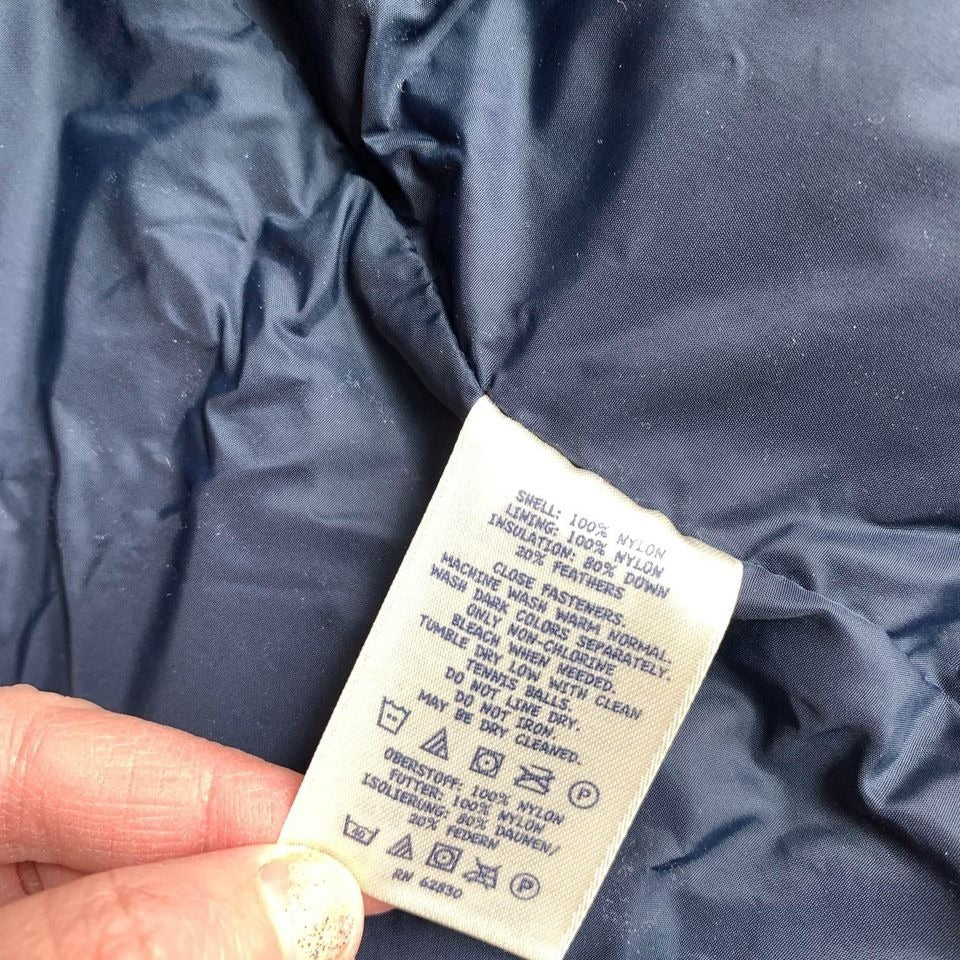 SHELL: 100% NYLON
LINING: 100% NYLON
INSULATION: 80% DOWN
20% FEATHERS
CLOSE FASTENERS.
MACHINE WASH WARM NORMAL.
WASH DARK COLORS SEPARATELY.
ONLY NON-CHLORINE
BLEACH WHEN NEEDED.
TUMBLE DRY LOW WITH CLEAN
TENNIS BALLS.
DO NOT LINE DRY.
DO NOT IRON.
MAY BE DRY CLEANED.
P
OBERSTOFF: 100% NYLON
FUTTER: 100% NYLON
ISOLIERUNG: 80% DAUNEN/
20% FEDERN
40 P
RN 62830